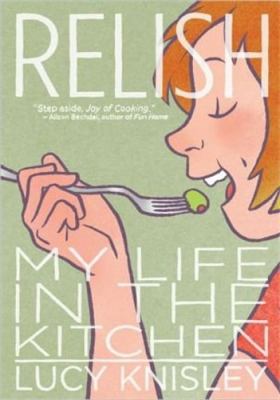 RELISH
"Step aside, Joy of Cooking."
– Alison Bechdel, author of Fun Home
MY LIFE
IN THE
KITCHEN
LUCY KNISLEY